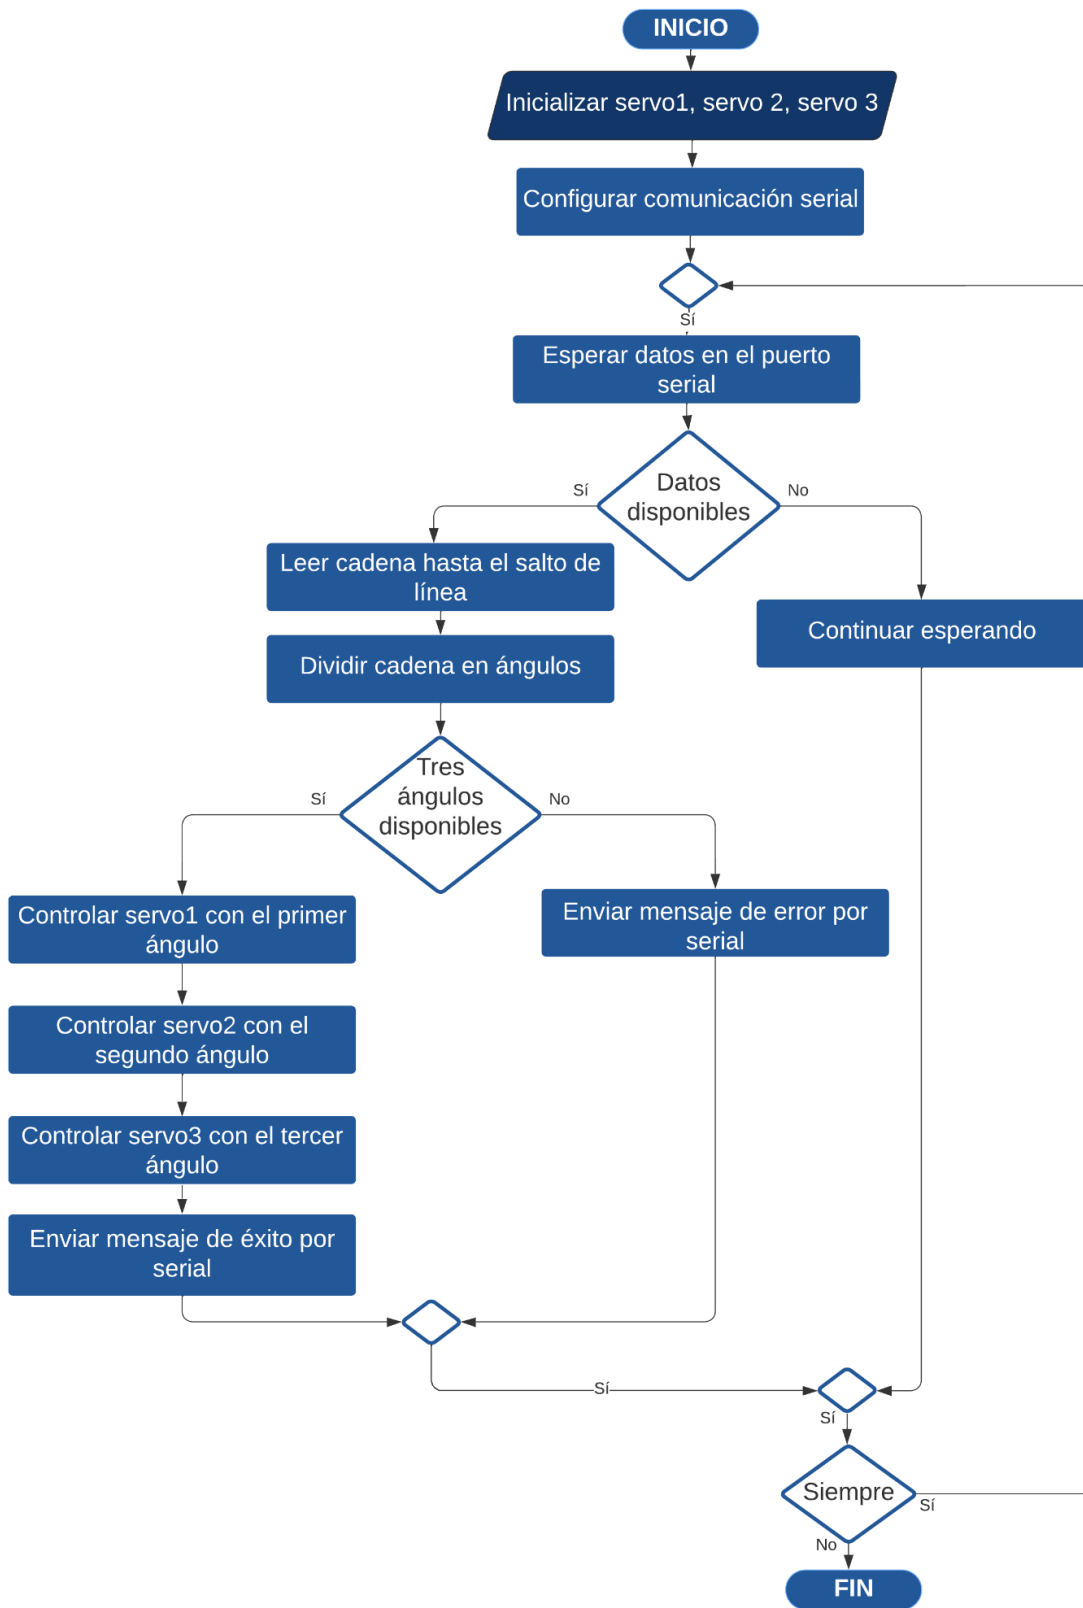 INICIO
Inicializar servo1, servo 2, servo 3
Configurar comunicación serial
Sí
Esperar datos en el puerto
serial
Datos
disponibles
Sí
No
Leer cadena hasta el salto de
línea
Continuar esperando
Dividir cadena en ángulos
Tres
ángulos
disponibles
Sí
No
Controlar servo1 con el primer
ángulo
Enviar mensaje de error por
serial
Controlar servo2 con el
segundo ángulo
Controlar servo3 con el tercer
ángulo
Enviar mensaje de éxito por
serial
Sí
Sí
Siempre
Sí
No
FIN